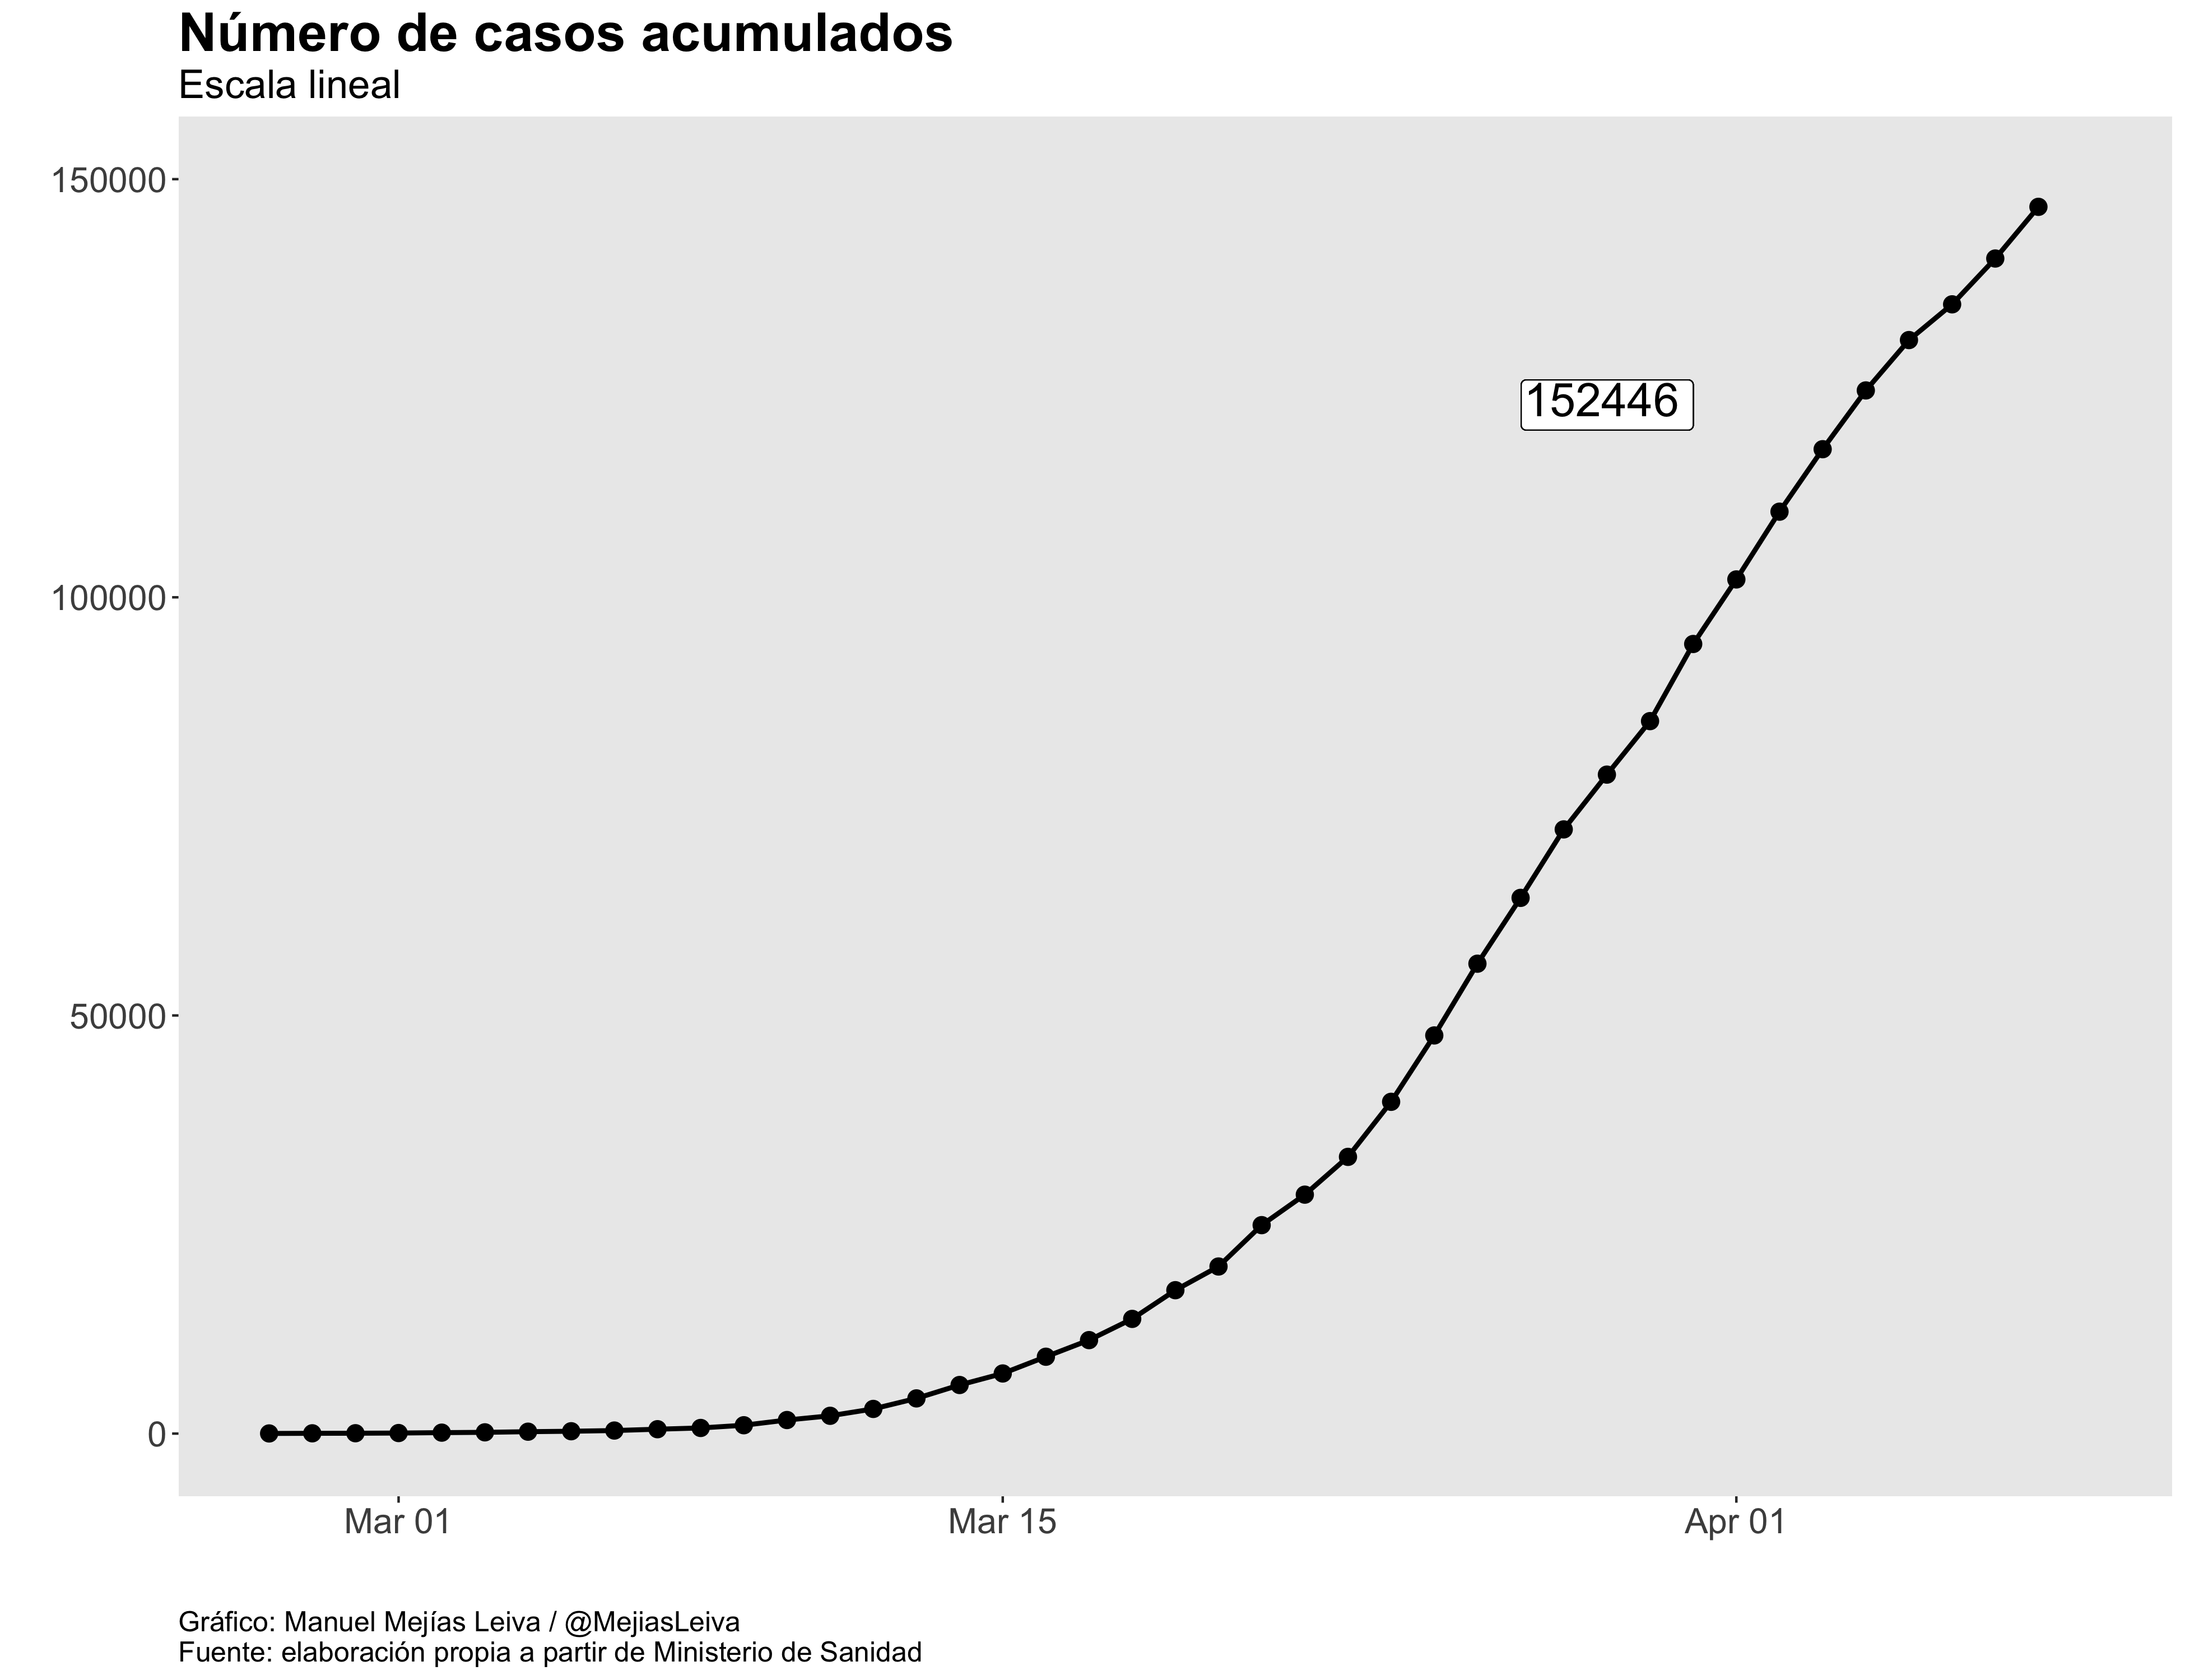 Número de casos acumulados
Escala lineal
150000
152446
100000
50000
0
Mar 01 Mar 15 Apr 01
Gráfico: Manuel Mejías Leiva / @MejiasLeiva
Fuente: elaboración propia a partir de Ministerio de Sanidad